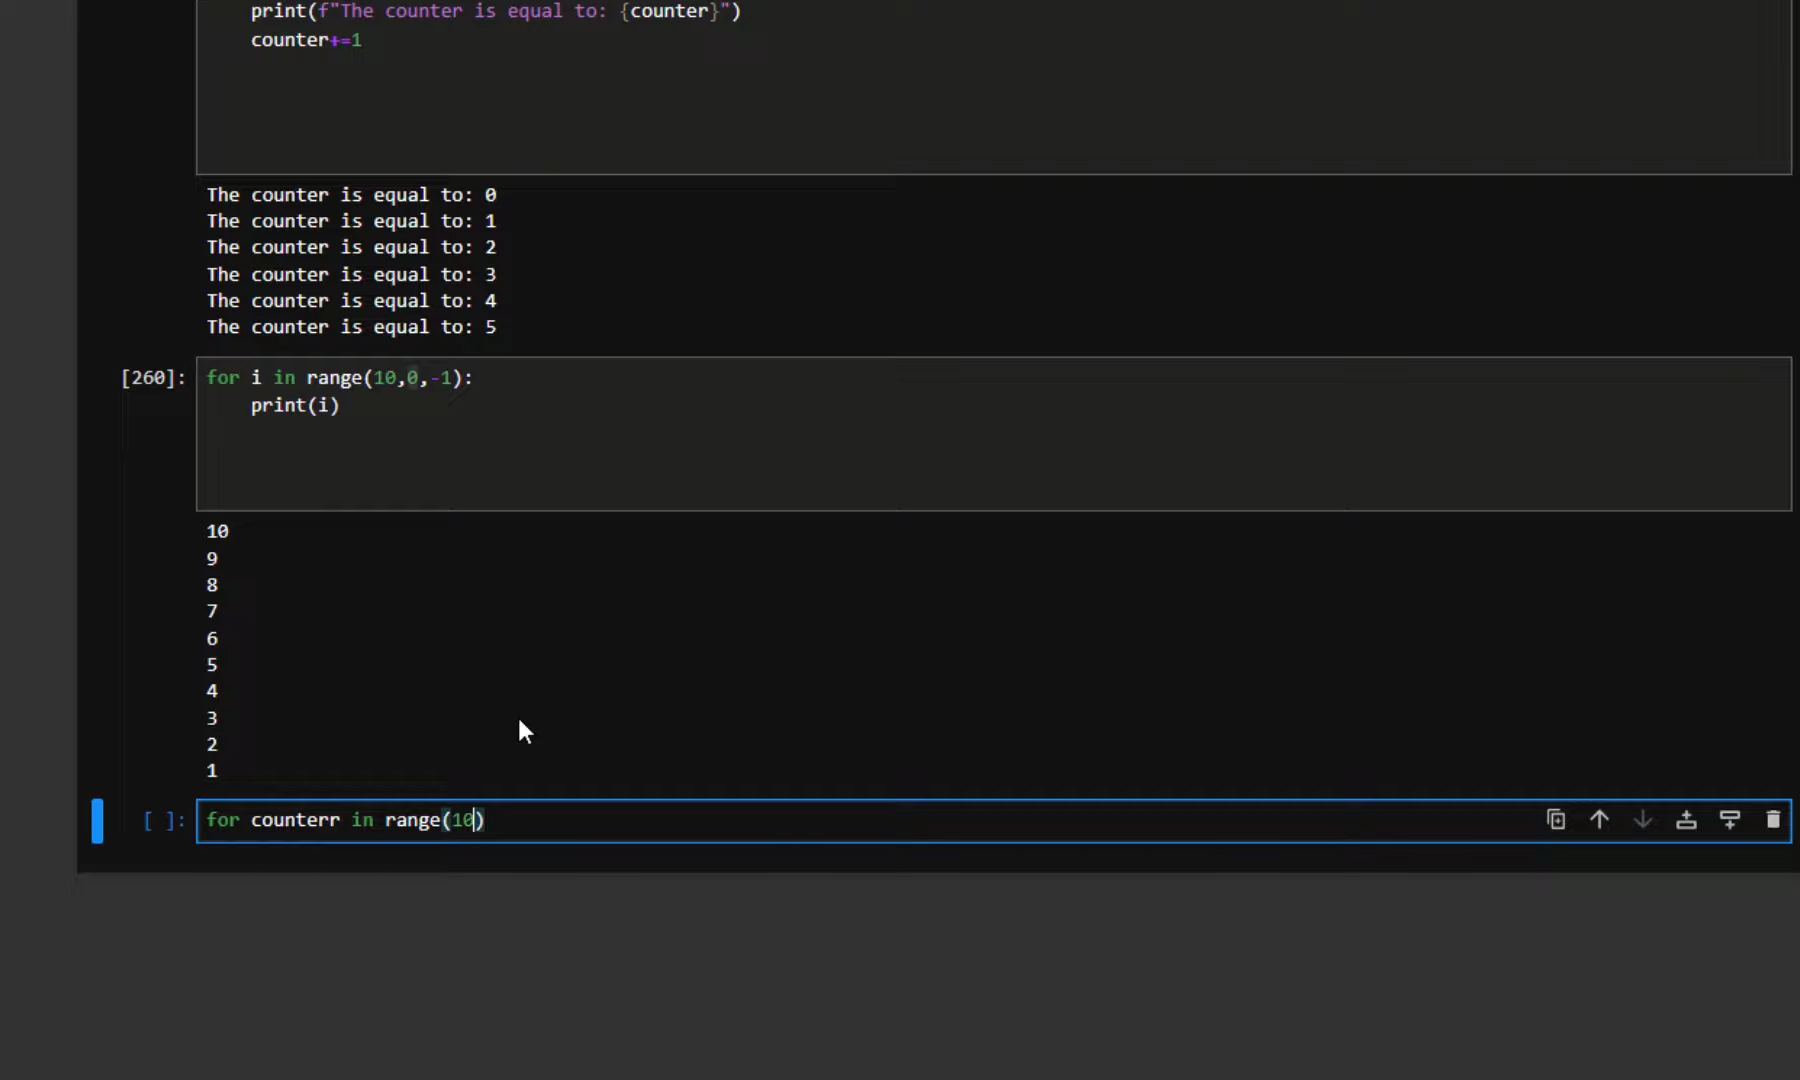 print(f"The counter is equal to: {counter}")
counter+=1
The counter is equal to: 0
The counter is equal to: 1
The counter is equal to: 2
The counter is equal to: 3
The counter is equal to: 4
The counter is equal to: 5
[260]: for i in range(10,0,-1):
print(i)
10
9
8
7
6
5
4
3
2
1
[ ]: for counterr in range(10)